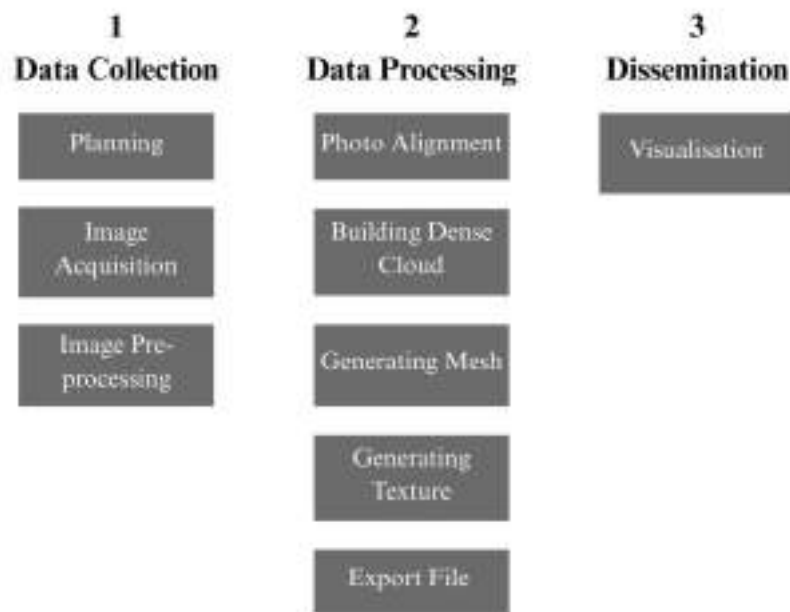 1
Data Collection
Planning
Image
Acquisition
Image Pre-
processing
2
Data Processing
Photo Alignment
Building Dense
Cloud
Generating Mesh
Generating
Texture
Export File
3
Dissemination
Visualisation